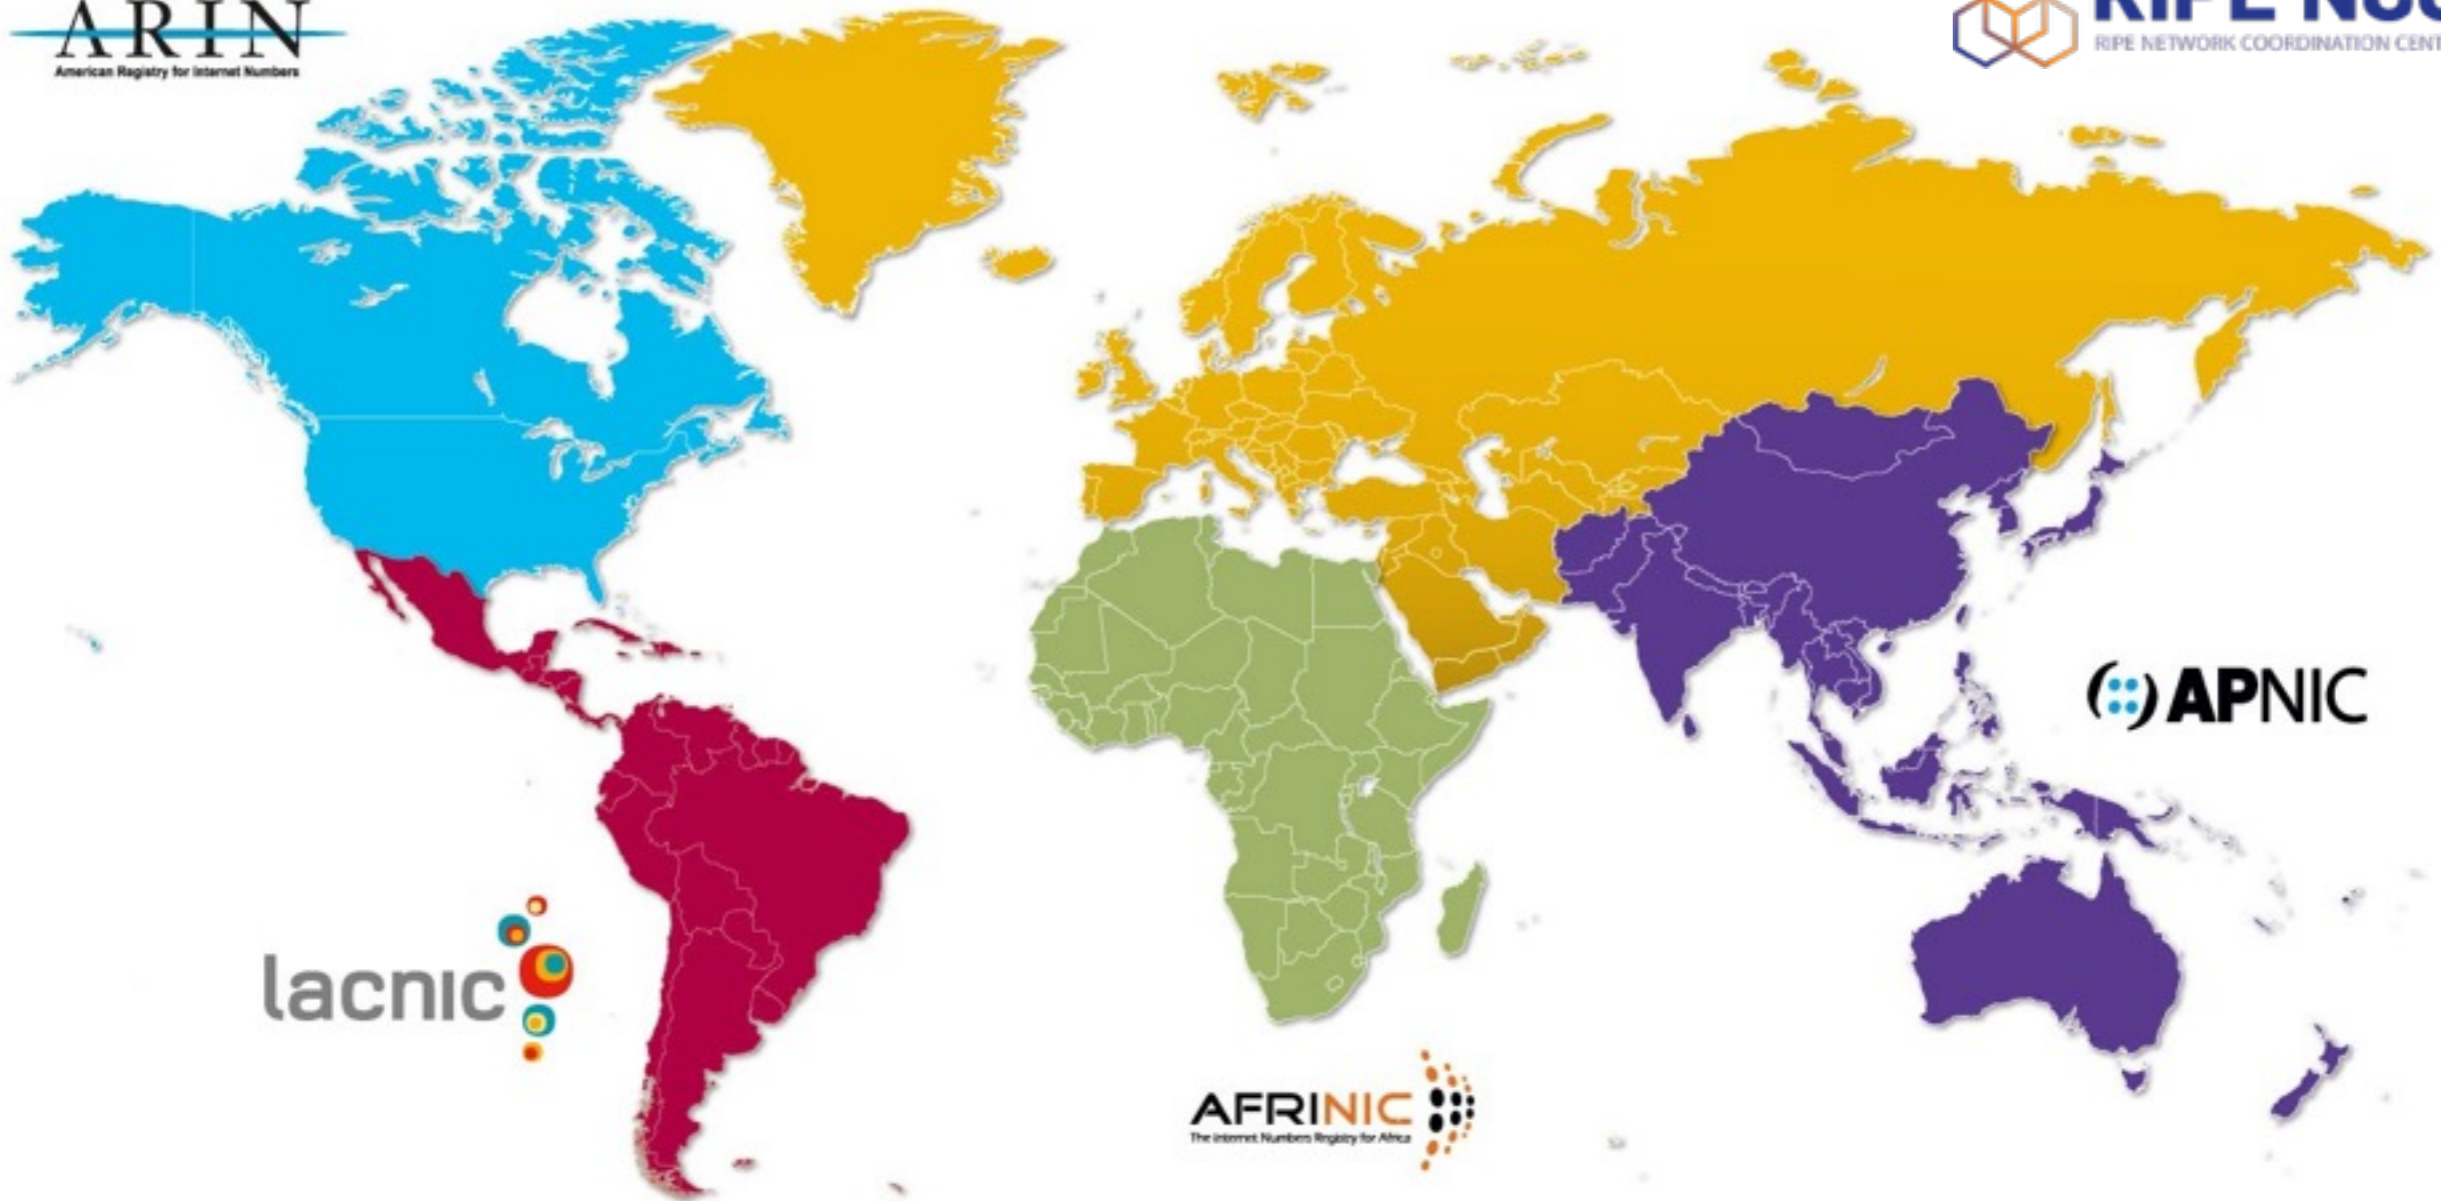 ARIN
American Registry for Internet Numbers
RIPE NCC
RIPE NETWORK COORDINATION CENT
APNIC
lacnic
AFRINIC
The Internet Numbers Registry for Africa